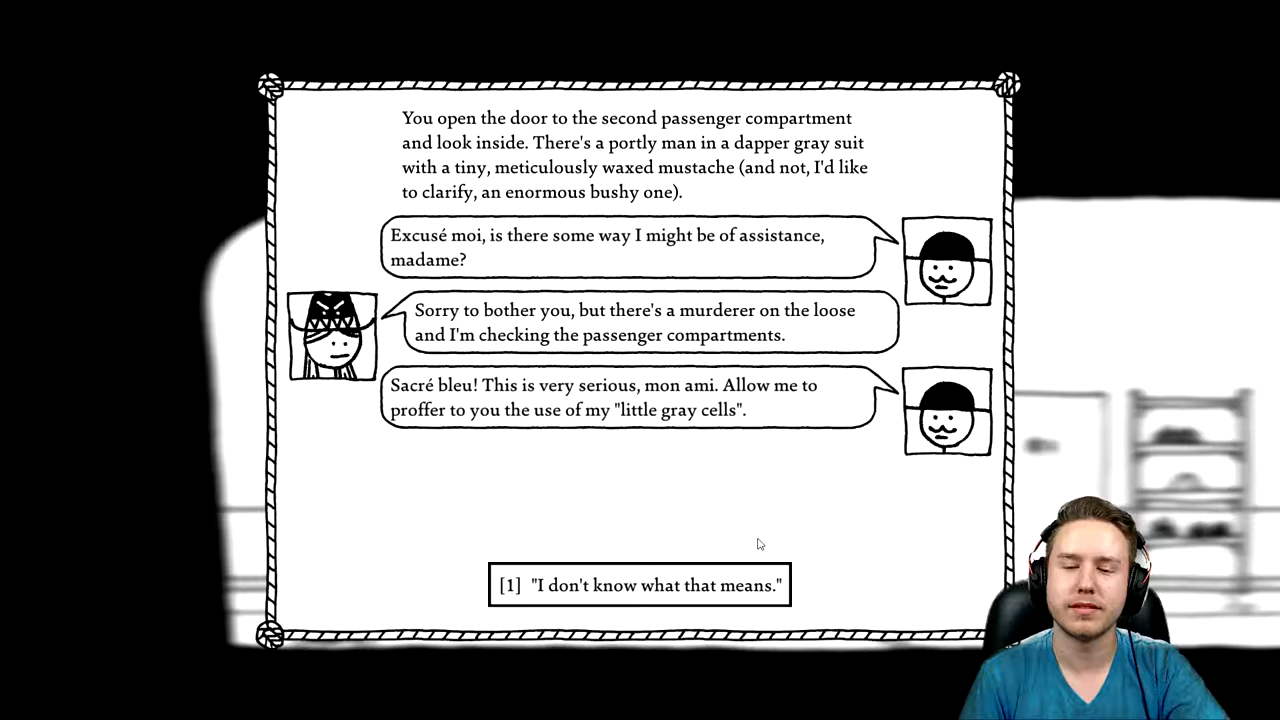 You open the door to the second passenger compartment
and look inside. There's a portly man in a dapper gray suit
with a tiny, meticulously waxed mustache (and not, I'd like
to clarify, an enormous bushy one).
Excusé moi, is there some way I might be of assistance,
madame?
Sorry to bother you, but there's a murderer on the loose
and I'm checking the passenger compartments.
Sacré bleu! This is very serious, mon ami. Allow me to
proffer to you the use of my "little gray cells".
[1] "I don't know what that means."